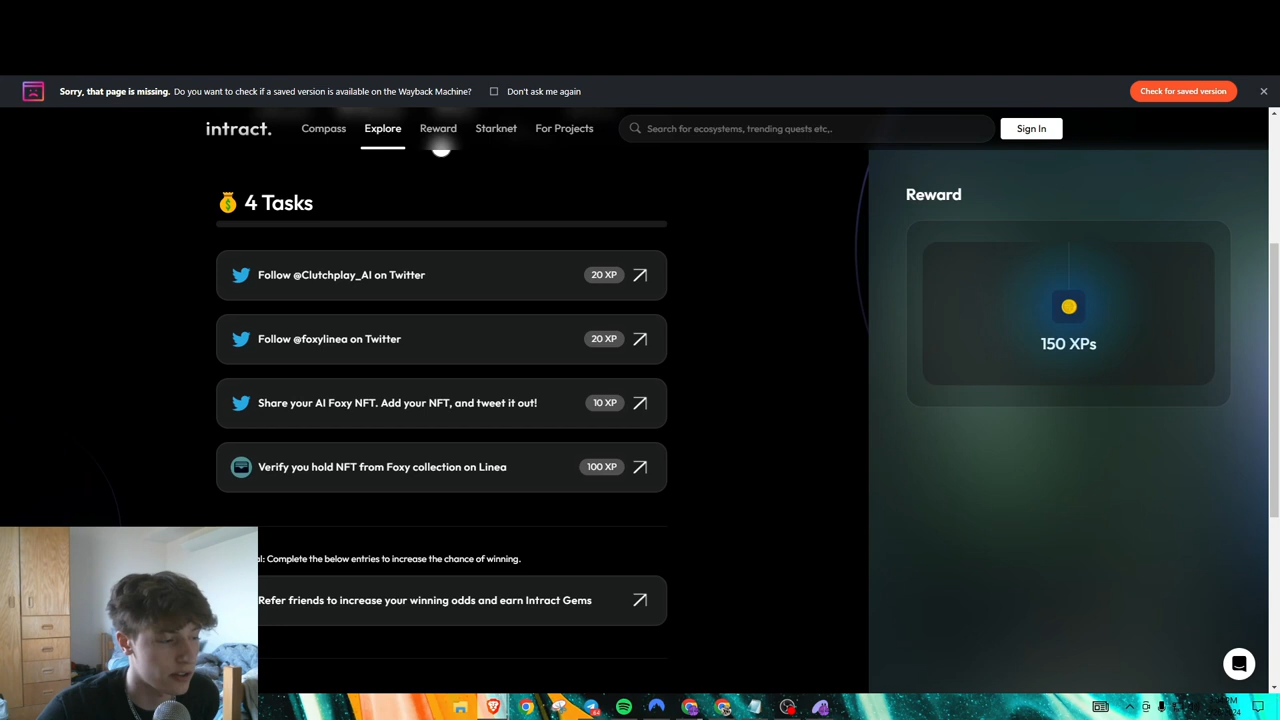 Sorry, that page is missing. Do you want to check if a saved version is available on the Wayback Machine? Don't ask me again Check for saved version
intract. Compass Explore Reward Starknet For Projects Search for ecosystems, trending quests etc,. Sign In
4 Tasks
Follow @Clutchplay_AI on Twitter 20 XP
Follow @foxylinea on Twitter 20 XP
Share your AI Foxy NFT. Add your NFT, and tweet it out! 10 XP
Verify you hold NFT from Foxy collection on Linea 100 XP
Complete the below entries to increase the chance of winning.
Refer friends to increase your winning odds and earn Intract Gems
Reward
150 XPs